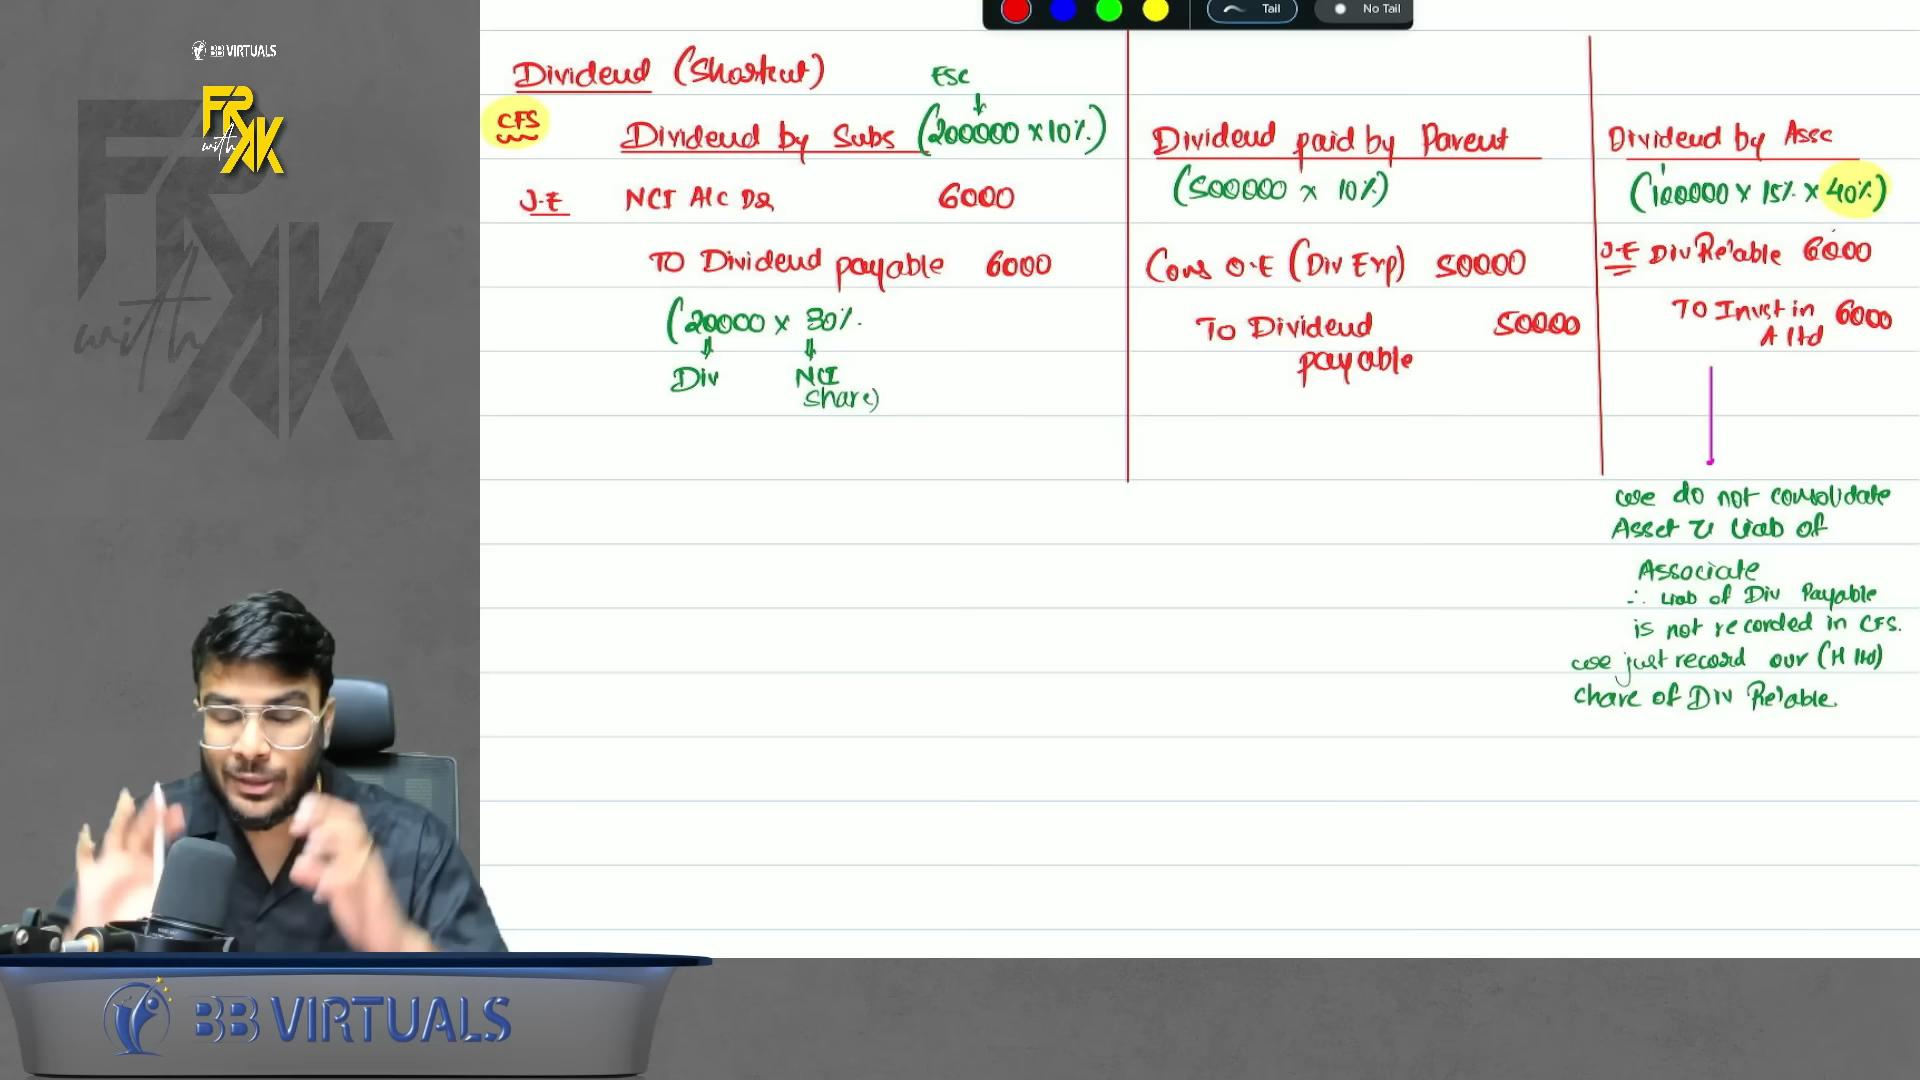 Tail
No Tail
BB VIRTUALS
FR
with
KK
Dividend (Shortcut)
ESC
CFS
Dividend by Subs (200000 x 10%)
J.E NCI A/C Dr 6000
To Dividend payable 6000
(20000 x 30%.
Div NCI
share)
Dividend paid by Parent
(500000 x 10%)
Cons O.E (Div Exp) 50000
To Dividend 50000
payable
Dividend by Assc
(100000 x 15% x 40%)
J.E Div Re'able 6000
To Invst in 6000
A ltd
we do not consolidate
Asset & Liab of
Associate
∴ Liab of Div Payable
is not recorded in CFS.
we just record our (H ltd)
share of Div Re'able.
BB VIRTUALS